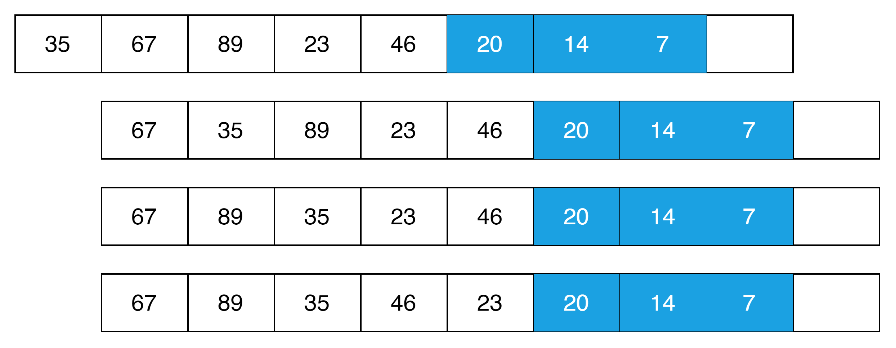 35 67 89 23 46 20 14 7
67 35 89 23 46 20 14 7
67 89 35 23 46 20 14 7
67 89 35 46 23 20 14 7